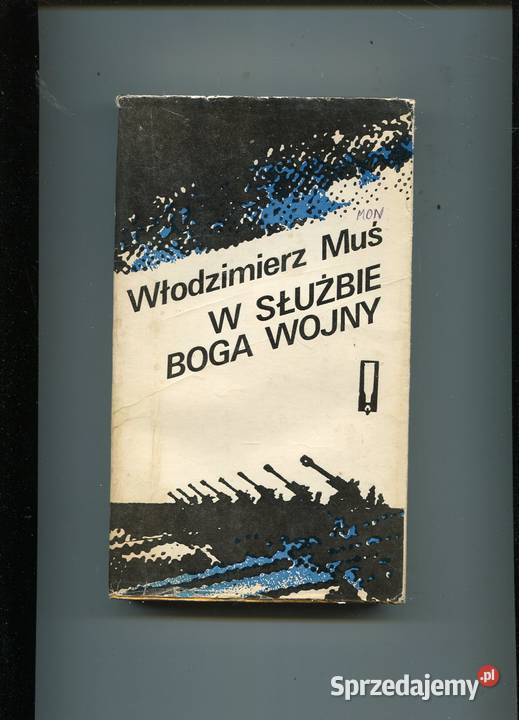 MON
Włodzimierz Muś
W SŁUŻBIE
BOGA WOJNY
Sprzedajemy.pl